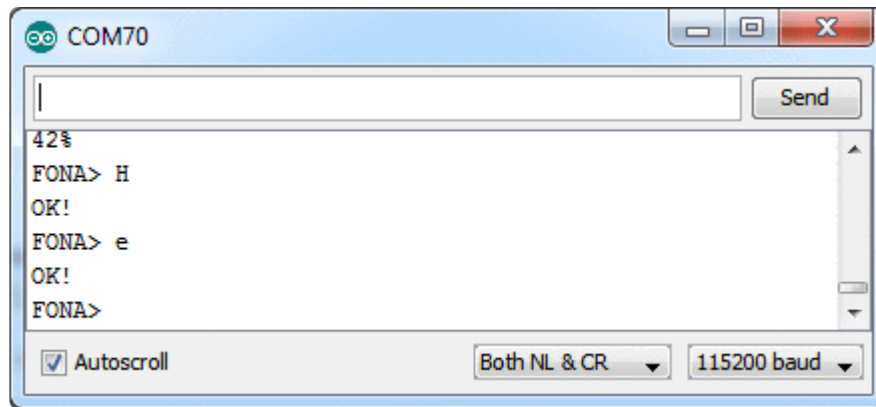 COM70
Send
42%
FONA> H
OK!
FONA> e
OK!
FONA>
Autoscroll
Both NL & CR
115200 baud